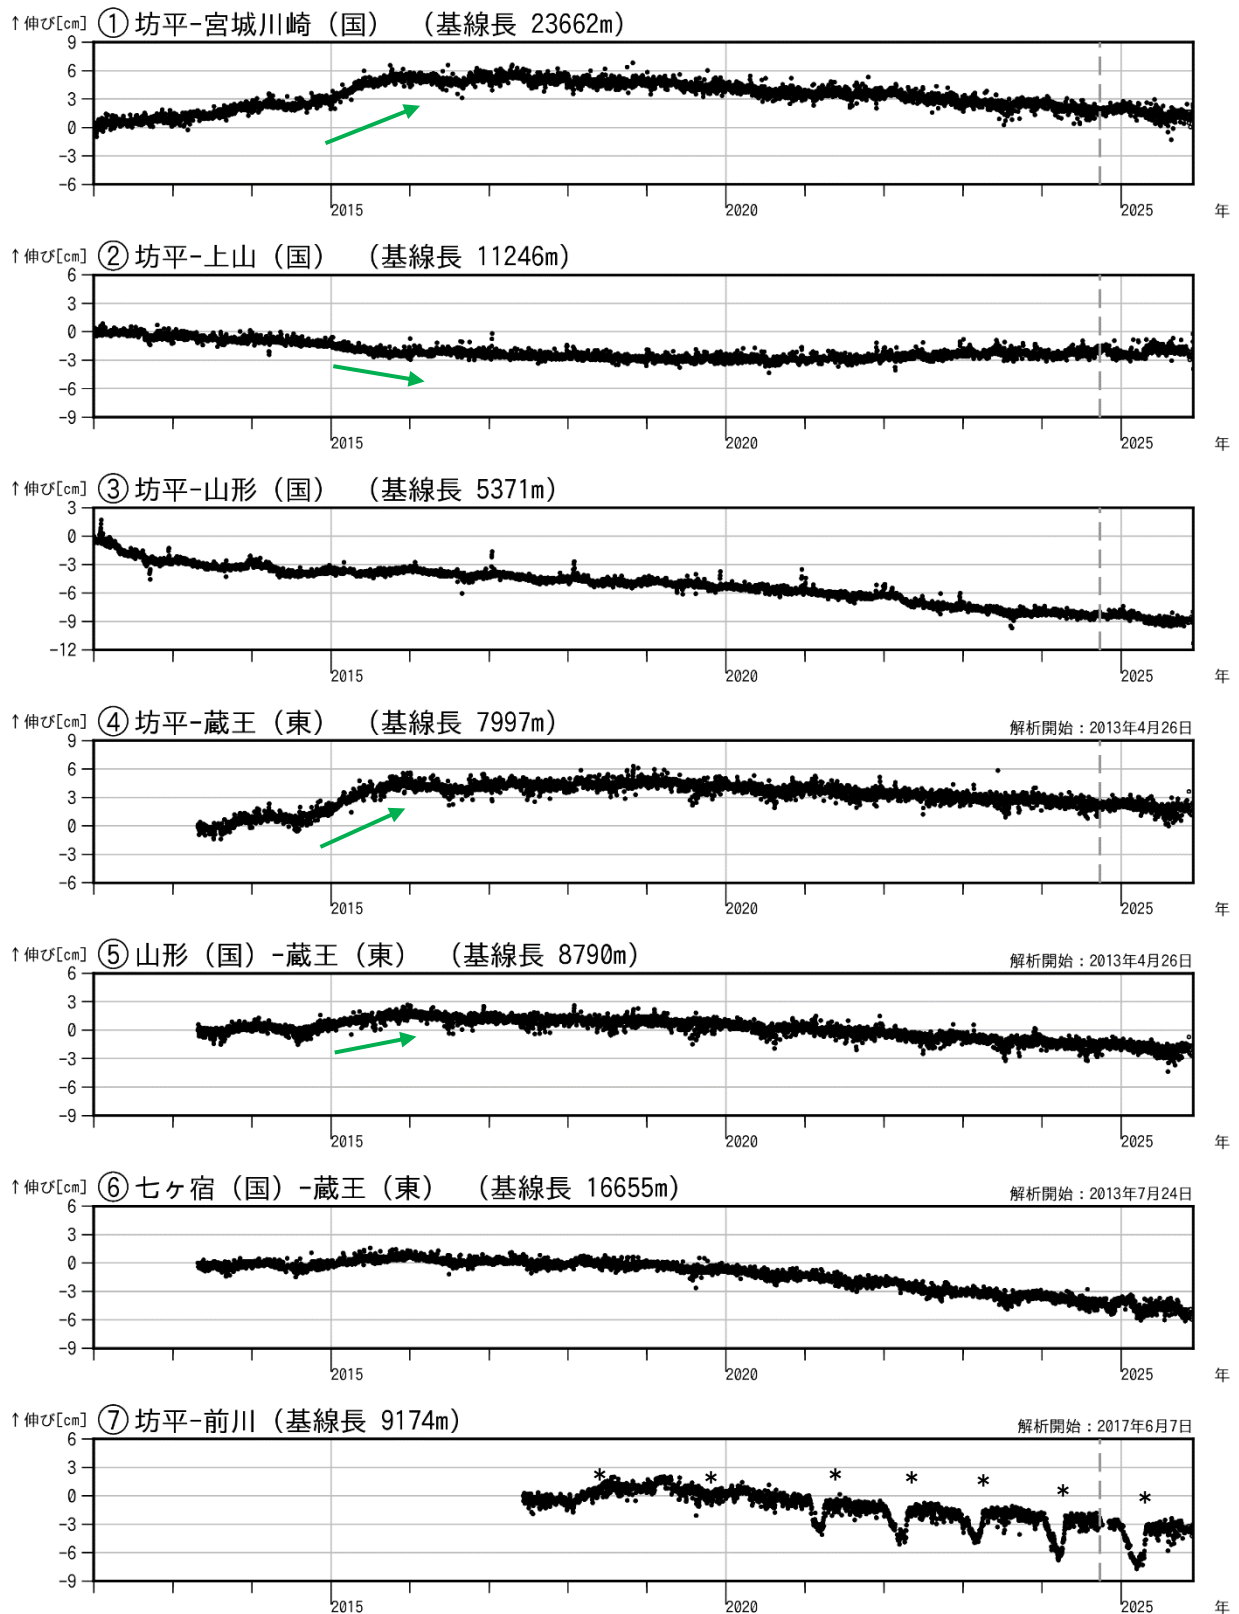 ↑伸び[cm] ①坊平-宮城川崎（国） （基線長 23662m）
9
6
3
0
-3
-6
2015 2020 2025 年
↑伸び[cm] ②坊平-上山（国） （基線長 11246m）
6
3
0
-3
-6
-9
2015 2020 2025 年
↑伸び[cm] ③坊平-山形（国） （基線長 5371m）
3
0
-3
-6
-9
-12
2015 2020 2025 年
↑伸び[cm] ④坊平-蔵王（東） （基線長 7997m） 解析開始：2013年4月26日
9
6
3
0
-3
-6
2015 2020 2025 年
↑伸び[cm] ⑤山形（国）-蔵王（東） （基線長 8790m） 解析開始：2013年4月26日
6
3
0
-3
-6
-9
2015 2020 2025 年
↑伸び[cm] ⑥七ヶ宿（国）-蔵王（東） （基線長 16655m） 解析開始：2013年7月24日
6
3
0
-3
-6
-9
2015 2020 2025 年
↑伸び[cm] ⑦坊平-前川（基線長 9174m） 解析開始：2017年6月7日
6
3
* * * * * * *
0
-3
-6
-9
2015 2020 2025 年